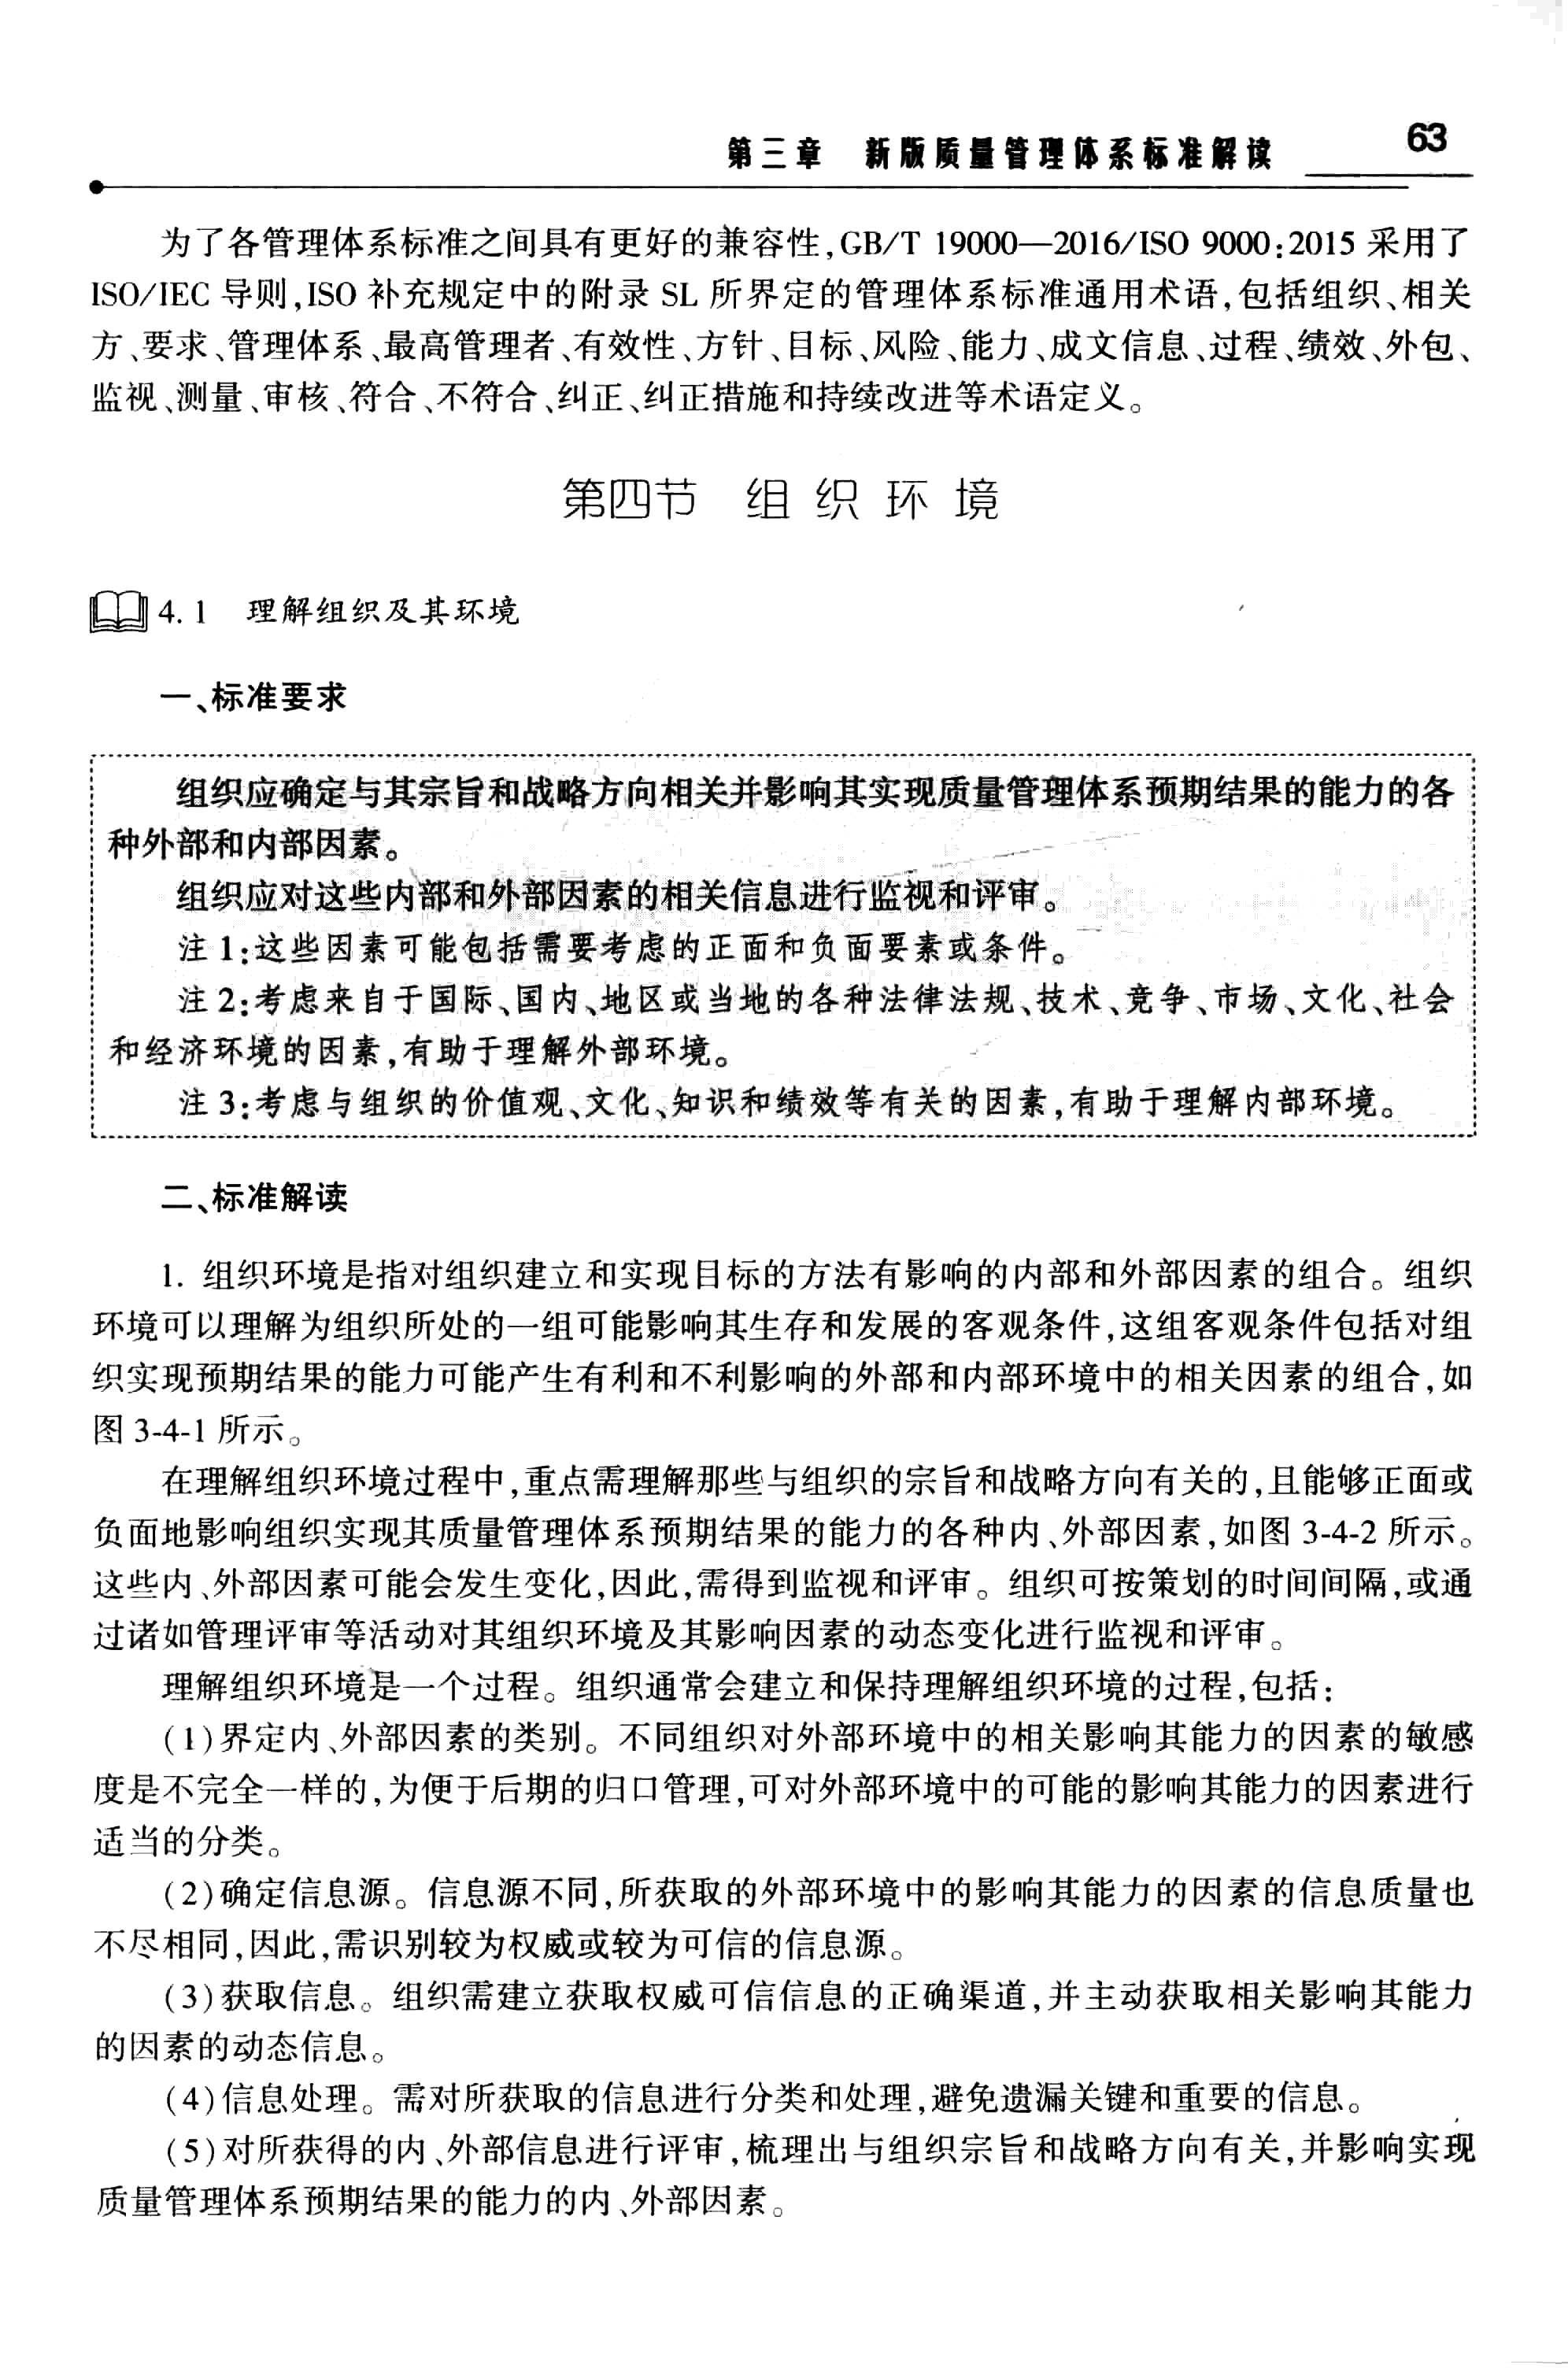 第三章 新版质量管理体系标准解读 63
为了各管理体系标准之间具有更好的兼容性,GB/T 19000—2016/ISO 9000:2015 采用了
ISO/IEC 导则,ISO 补充规定中的附录 SL 所界定的管理体系标准通用术语,包括组织、相关
方、要求、管理体系、最高管理者、有效性、方针、目标、风险、能力、成文信息、过程、绩效、外包、
监视、测量、审核、符合、不符合、纠正、纠正措施和持续改进等术语定义。
第四节 组织环境
4.1 理解组织及其环境
一、标准要求
组织应确定与其宗旨和战略方向相关并影响其实现质量管理体系预期结果的能力的各
种外部和内部因素。
组织应对这些内部和外部因素的相关信息进行监视和评审。
注 1:这些因素可能包括需要考虑的正面和负面要素或条件。
注 2:考虑来自于国际、国内、地区或当地的各种法律法规、技术、竞争、市场、文化、社会
和经济环境的因素,有助于理解外部环境。
注 3:考虑与组织的价值观、文化、知识和绩效等有关的因素,有助于理解内部环境。
二、标准解读
1. 组织环境是指对组织建立和实现目标的方法有影响的内部和外部因素的组合。组织
环境可以理解为组织所处的一组可能影响其生存和发展的客观条件,这组客观条件包括对组
织实现预期结果的能力可能产生有利和不利影响的外部和内部环境中的相关因素的组合,如
图 3-4-1 所示。
在理解组织环境过程中,重点需理解那些与组织的宗旨和战略方向有关的,且能够正面或
负面地影响组织实现其质量管理体系预期结果的能力的各种内、外部因素,如图 3-4-2 所示。
这些内、外部因素可能会发生变化,因此,需得到监视和评审。组织可按策划的时间间隔,或通
过诸如管理评审等活动对其组织环境及其影响因素的动态变化进行监视和评审。
理解组织环境是一个过程。组织通常会建立和保持理解组织环境的过程,包括:
(1)界定内、外部因素的类别。不同组织对外部环境中的相关影响其能力的因素的敏感
度是不完全一样的,为便于后期的归口管理,可对外部环境中的可能的影响其能力的因素进行
适当的分类。
(2)确定信息源。信息源不同,所获取的外部环境中的影响其能力的因素的信息质量也
不尽相同,因此,需识别较为权威或较为可信的信息源。
(3)获取信息。组织需建立获取权威可信信息的正确渠道,并主动获取相关影响其能力
的因素的动态信息。
(4)信息处理。需对所获取的信息进行分类和处理,避免遗漏关键和重要的信息。
(5)对所获得的内、外部信息进行评审,梳理出与组织宗旨和战略方向有关,并影响实现
质量管理体系预期结果的能力的内、外部因素。